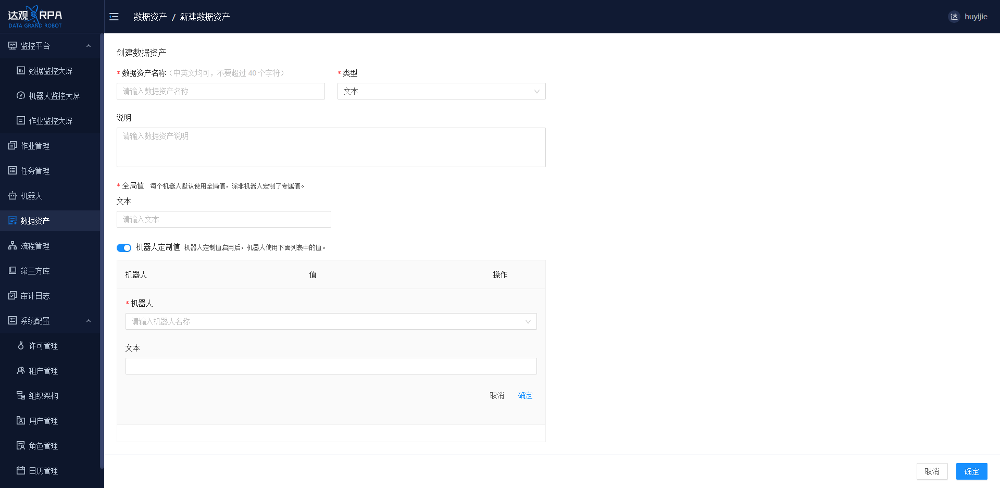 达观 RPA
DATA GRAND ROBOT
数据资产 / 新建数据资产
达 huyijie
监控平台
数据监控大屏
机器人监控大屏
作业监控大屏
作业管理
任务管理
机器人
数据资产
流程管理
第三方库
审计日志
系统配置
许可管理
租户管理
组织架构
用户管理
角色管理
日历管理
创建数据资产
* 数据资产名称（中英文均可，不要超过 40 个字符）
请输入数据资产名称
* 类型
文本
说明
请输入数据资产说明
* 全局值 每个机器人默认使用全局值，除非机器人定制了专属值。
文本
请输入文本
机器人定制值 机器人定制值启用后，机器人使用下面列表中的值。
机器人 值 操作
* 机器人
请输入机器人名称
文本
取消 确定
取消 确定